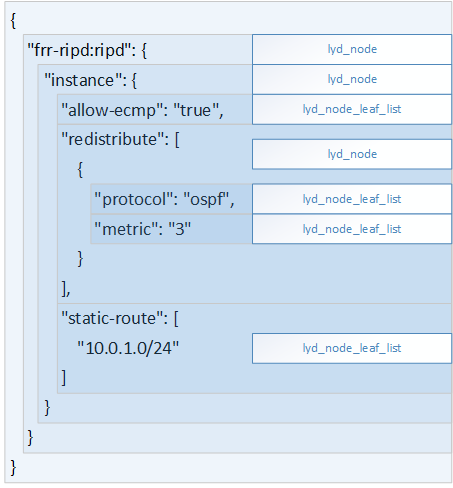 {
"frr-ripd:ripd": { lyd_node
"instance": { lyd_node
"allow-ecmp": "true", lyd_node_leaf_list
"redistribute": [
lyd_node
{
"protocol": "ospf", lyd_node_leaf_list
"metric": "3" lyd_node_leaf_list
}
],
"static-route": [
"10.0.1.0/24" lyd_node_leaf_list
]
}
}
}